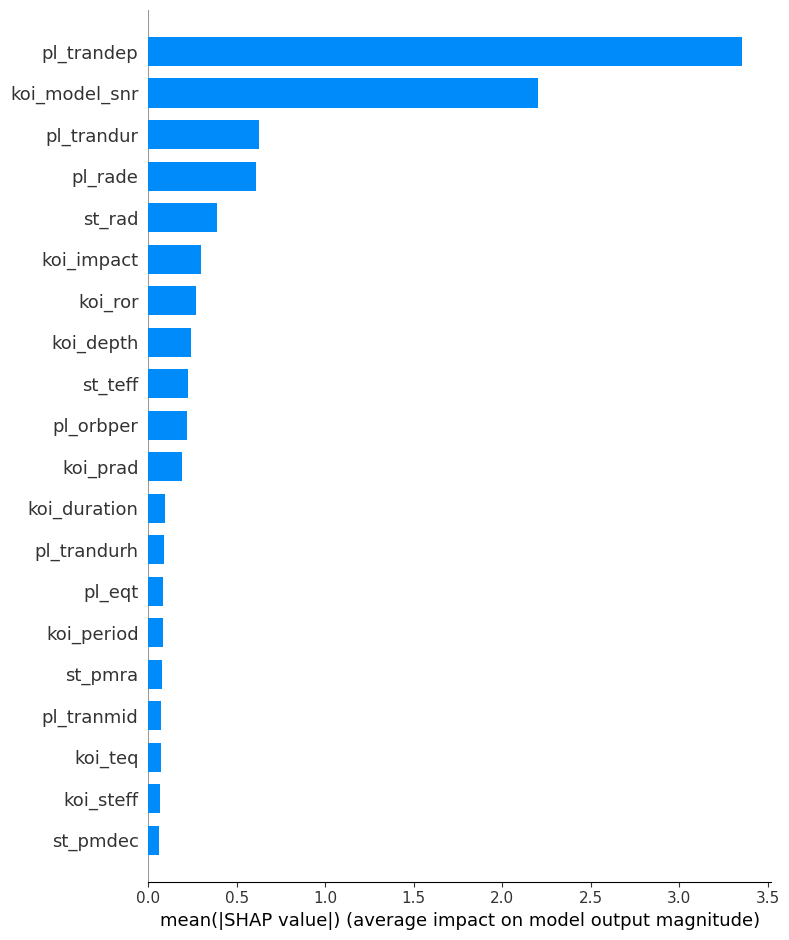 pl_trandep
koi_model_snr
pl_trandur
pl_rade
st_rad
koi_impact
koi_ror
koi_depth
st_teff
pl_orbper
koi_prad
koi_duration
pl_trandurh
pl_eqt
koi_period
st_pmra
pl_tranmid
koi_teq
koi_steff
st_pmdec
0.0 0.5 1.0 1.5 2.0 2.5 3.0 3.5
mean(|SHAP value|) (average impact on model output magnitude)